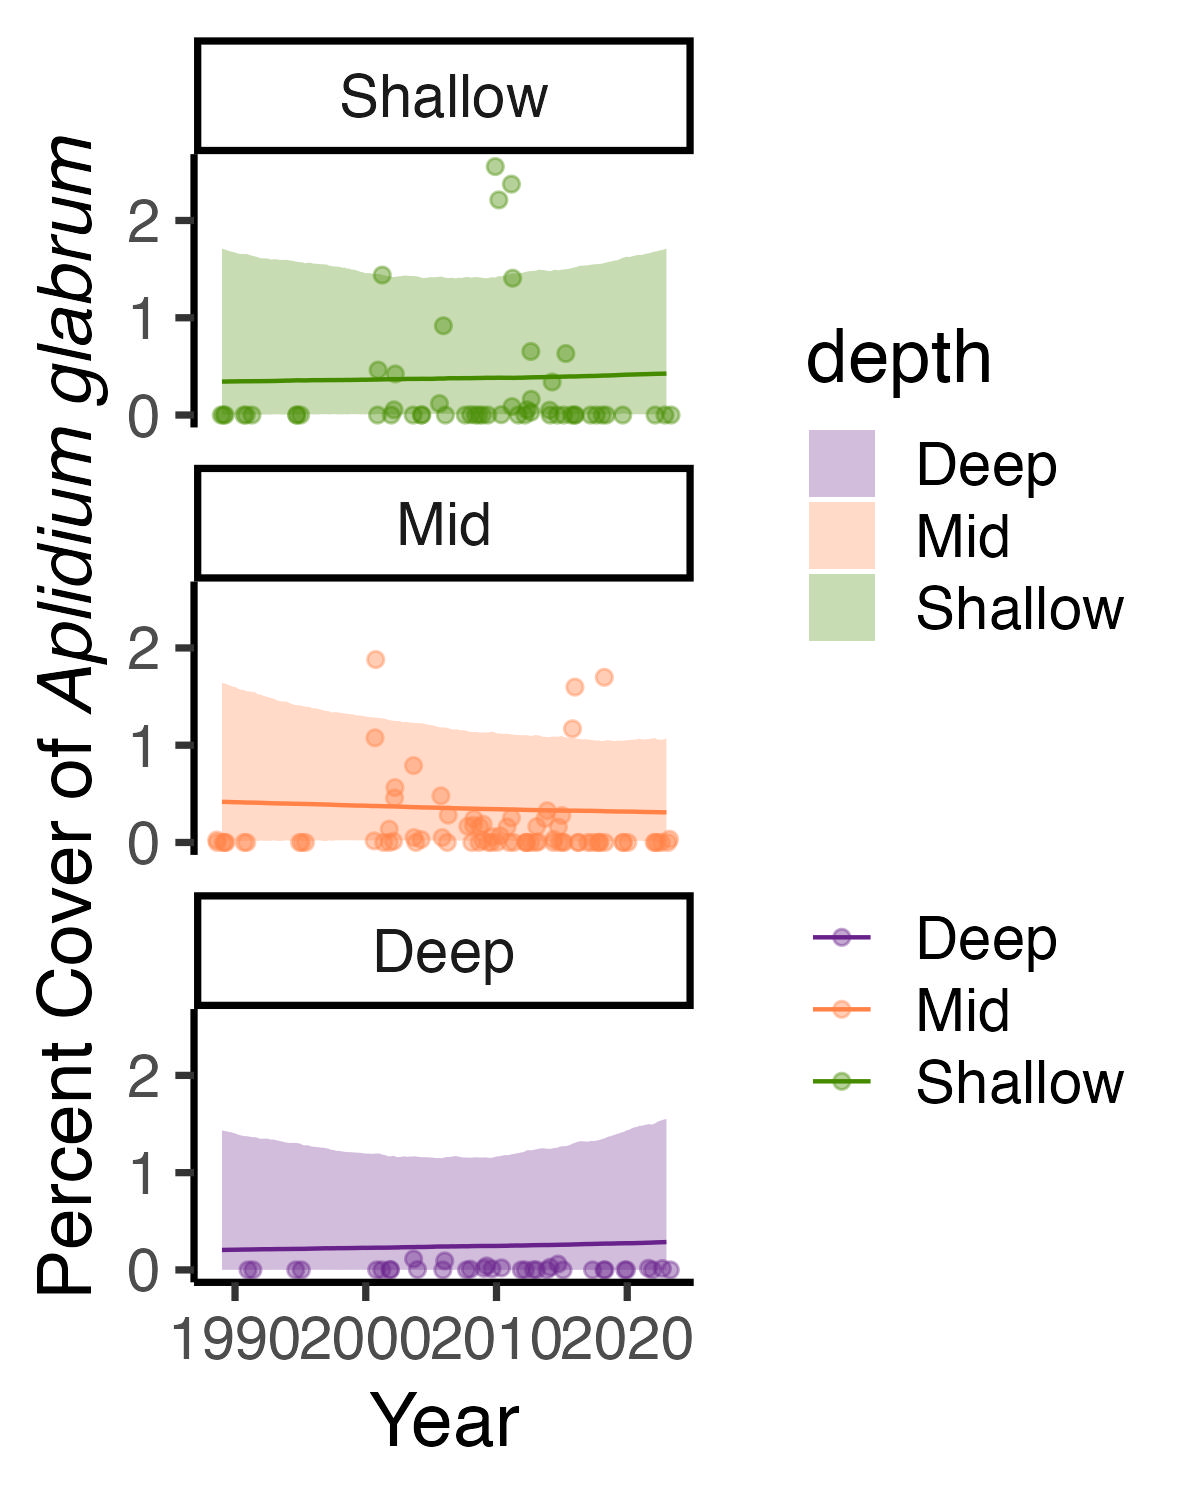 Percent Cover of Aplidium glabrum
Shallow
2
1
0
Mid
2
1
0
Deep
2
1
0
1990 2000 2010 2020
Year
depth
Deep
Mid
Shallow
Deep
Mid
Shallow